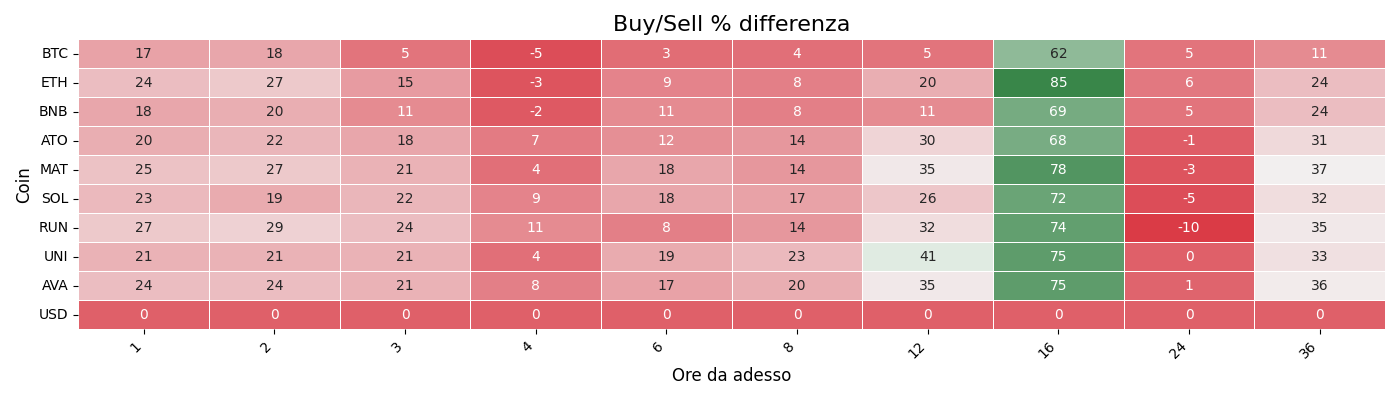 Buy/Sell % differenza
Coin
BTC 17 18 5 -5 3 4 5 62 5 11
ETH 24 27 15 -3 9 8 20 85 6 24
BNB 18 20 11 -2 11 8 11 69 5 24
ATO 20 22 18 7 12 14 30 68 -1 31
MAT 25 27 21 4 18 14 35 78 -3 37
SOL 23 19 22 9 18 17 26 72 -5 32
RUN 27 29 24 11 8 14 32 74 -10 35
UNI 21 21 21 4 19 23 41 75 0 33
AVA 24 24 21 8 17 20 35 75 1 36
USD 0 0 0 0 0 0 0 0 0 0
1 2 3 4 6 8 12 16 24 36
Ore da adesso